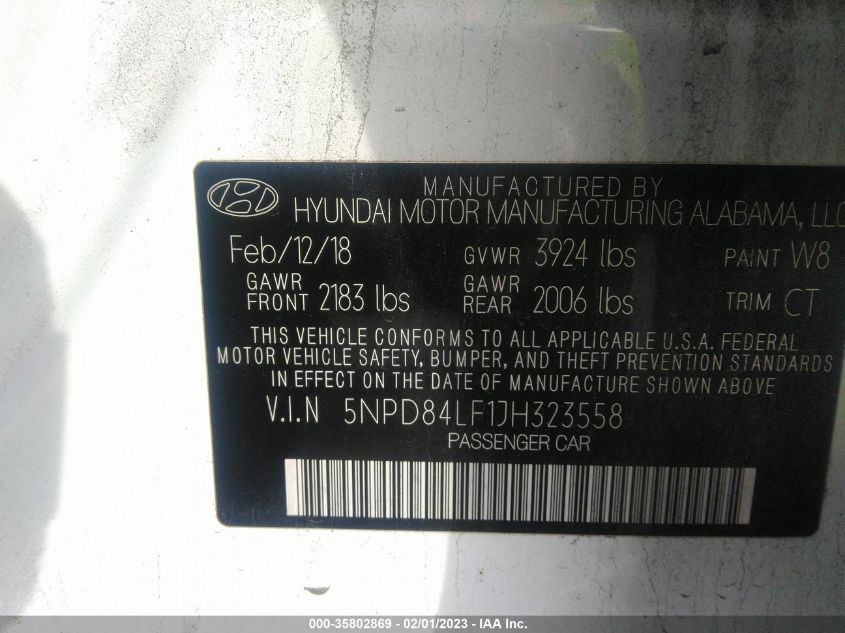 MANUFACTURED BY
HYUNDAI MOTOR MANUFACTURING ALABAMA, LLC
Feb/12/18 GVWR 3924 lbs PAINT W8
GAWR FRONT 2183 lbs GAWR REAR 2006 lbs TRIM CT
THIS VEHICLE CONFORMS TO ALL APPLICABLE U.S.A. FEDERAL
MOTOR VEHICLE SAFETY, BUMPER, AND THEFT PREVENTION STANDARDS
IN EFFECT ON THE DATE OF MANUFACTURE SHOWN ABOVE
V.I.N 5NPD84LF1JH323558
PASSENGER CAR
000-35802869 - 02/01/2023 - IAA Inc.